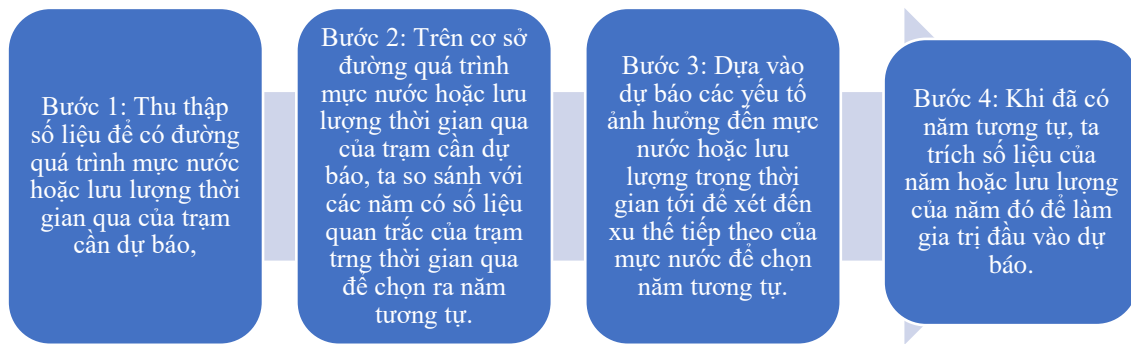 Bước 1: Thu thập
số liệu để có đường
quá trình mực nước
hoặc lưu lượng thời
gian qua của trạm
cần dự báo,
Bước 2: Trên cơ sở
đường quá trình
mực nước hoặc lưu
lượng thời gian qua
của trạm cần dự
báo, ta so sánh với
các năm có số liệu
quan trắc của trạm
trng thời gian qua
để chọn ra năm
tương tự.
Bước 3: Dựa vào
dự báo các yếu tố
ảnh hưởng đến mực
nước hoặc lưu
lượng trong thời
gian tới để xét đến
xu thế tiếp theo của
mực nước để chọn
năm tương tự.
Bước 4: Khi đã có
năm tương tự, ta
trích số liệu của
năm hoặc lưu lượng
của năm đó để làm
gia trị đầu vào dự
báo.